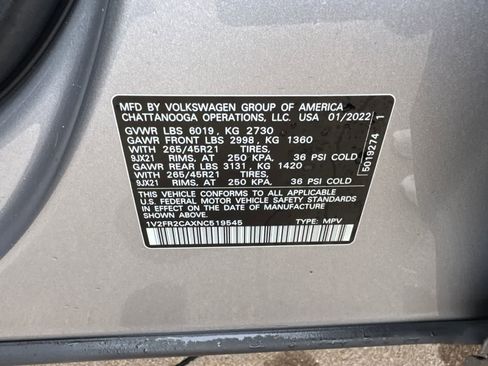 MFD BY VOLKSWAGEN GROUP OF AMERICA
CHATTANOOGA OPERATIONS, LLC. USA 01/2022
GVWR LBS 6019, KG 2730
GAWR FRONT LBS 2998, KG 1360
WITH 265/45R21 TIRES,
9JX21 RIMS, AT 250 KPA, 36 PSI COLD
GAWR REAR LBS 3131, KG 1420
WITH 265/45R21 TIRES,
9JX21 RIMS, AT 250 KPA, 36 PSI COLD
THIS VEHICLE CONFORMS TO ALL APPLICABLE
U.S. FEDERAL MOTOR VEHICLE SAFETY STANDARDS
IN EFFECT ON THE DATE OF MANUFACTURE
SHOWN ABOVE.
1V2FR2CAXNC519545 TYPE: MPV
5019274 1